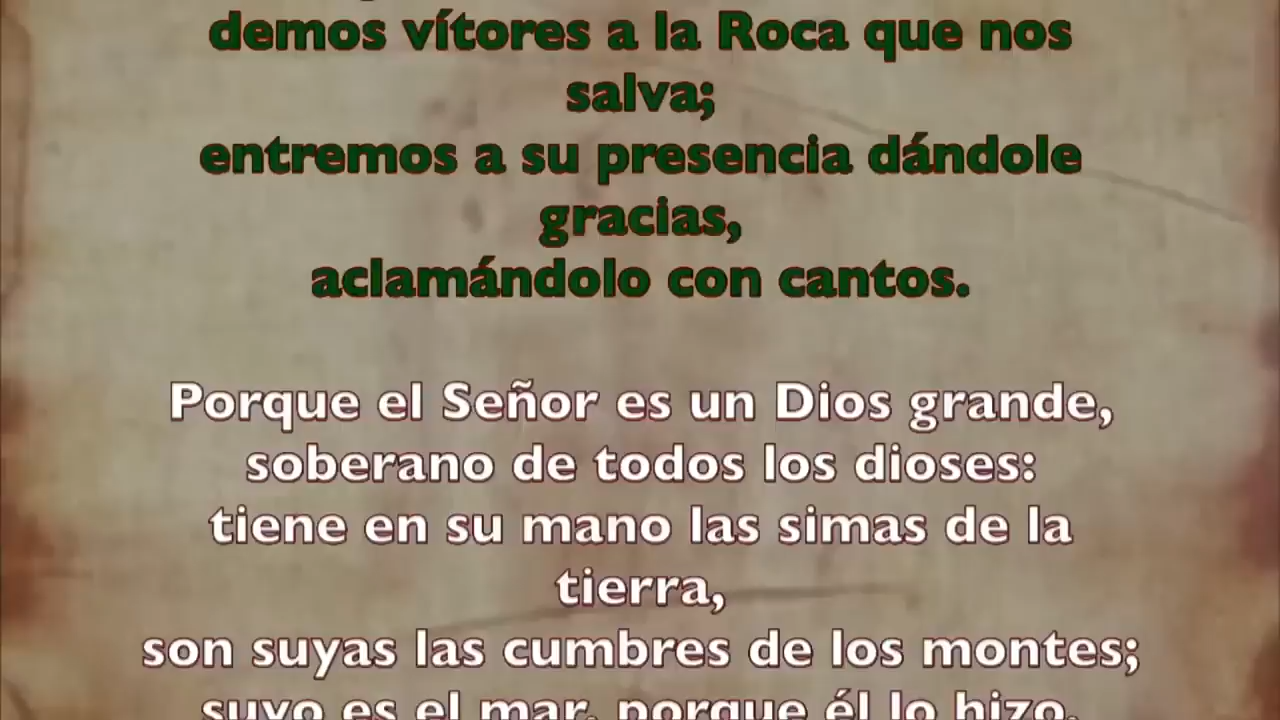 demos vítores a la Roca que nos
salva;
entremos a su presencia dándole
gracias,
aclamándolo con cantos.
Porque el Señor es un Dios grande,
soberano de todos los dioses:
tiene en su mano las simas de la
tierra,
son suyas las cumbres de los montes;
suyo es el mar, porque él lo hizo,